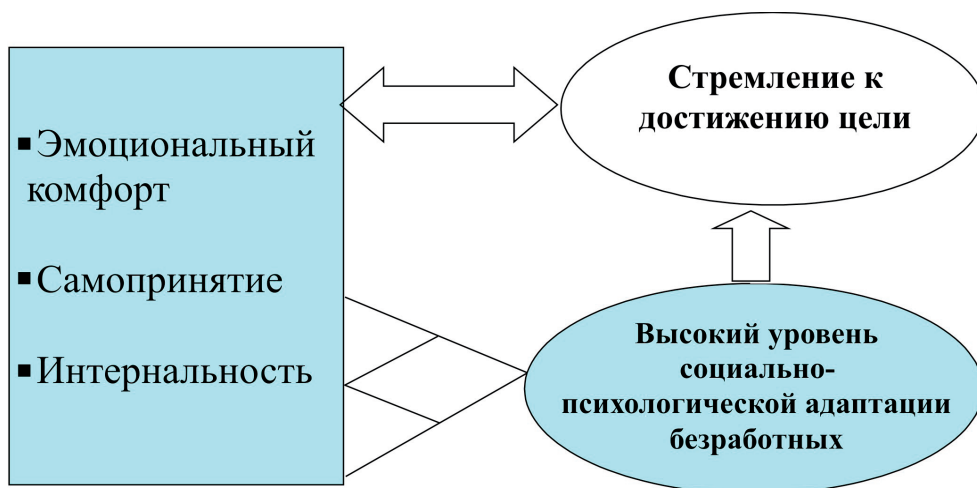 ▪Эмоциональный
комфорт
▪Самопринятие
▪Интернальность
Стремление к
достижению цели
Высокий уровень
социально-
психологической адаптации
безработных